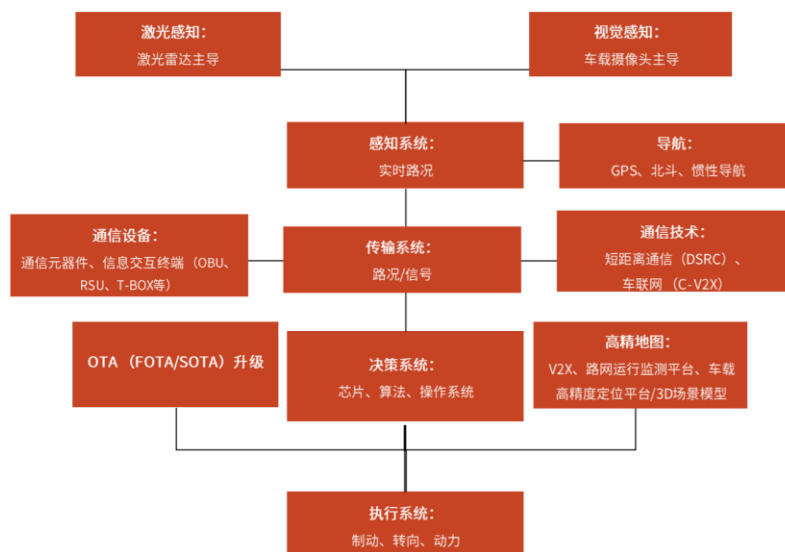 激光感知：
激光雷达主导
视觉感知：
车载摄像头主导
感知系统：
实时路况
导航：
GPS、北斗、惯性导航
通信设备：
通信元器件、信息交互终端（OBU、
RSU、T-BOX等）
传输系统：
路况/信号
通信技术：
短距离通信（DSRC）、
车联网（C-V2X）
OTA（FOTA/SOTA）升级
决策系统：
芯片、算法、操作系统
高精地图：
V2X、路网运行监测平台、车载
高精度定位平台/3D场景模型
执行系统：
制动、转向、动力